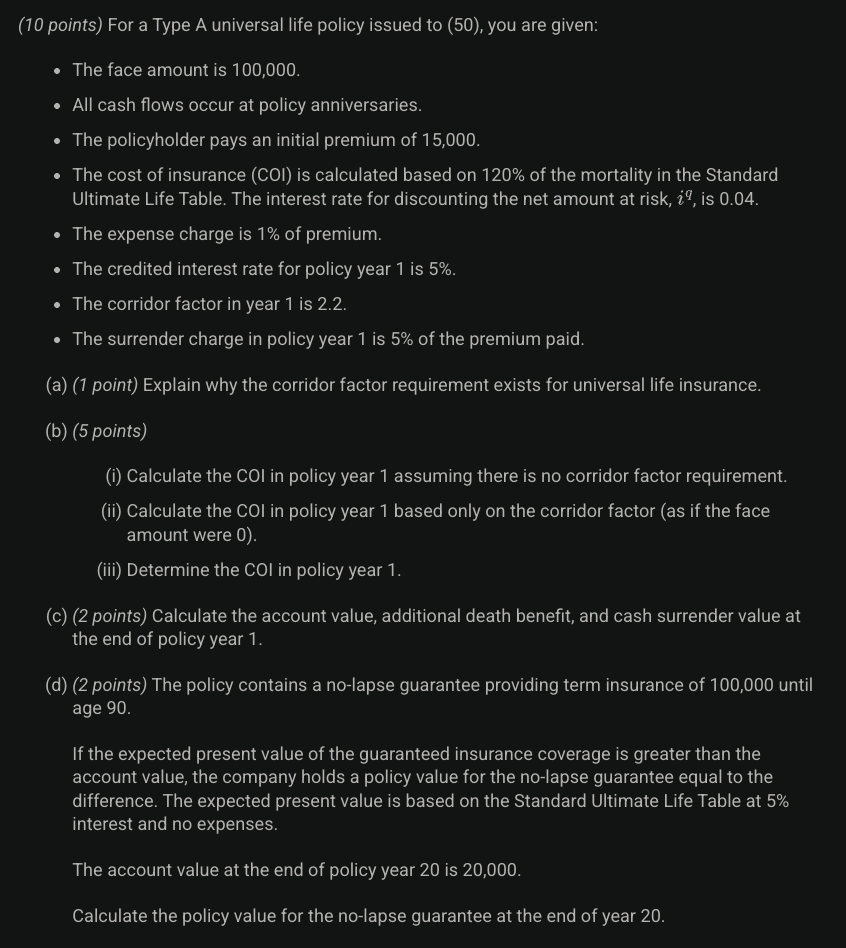 (10 points) For a Type A universal life policy issued to (50), you are given:
• The face amount is 100,000.
• All cash flows occur at policy anniversaries.
• The policyholder pays an initial premium of 15,000.
• The cost of insurance (COI) is calculated based on 120% of the mortality in the Standard
Ultimate Life Table. The interest rate for discounting the net amount at risk, i^q, is 0.04.
• The expense charge is 1% of premium.
• The credited interest rate for policy year 1 is 5%.
• The corridor factor in year 1 is 2.2.
• The surrender charge in policy year 1 is 5% of the premium paid.
(a) (1 point) Explain why the corridor factor requirement exists for universal life insurance.
(b) (5 points)
(i) Calculate the COI in policy year 1 assuming there is no corridor factor requirement.
(ii) Calculate the COI in policy year 1 based only on the corridor factor (as if the face
amount were 0).
(iii) Determine the COI in policy year 1.
(c) (2 points) Calculate the account value, additional death benefit, and cash surrender value at
the end of policy year 1.
(d) (2 points) The policy contains a no-lapse guarantee providing term insurance of 100,000 until
age 90.
If the expected present value of the guaranteed insurance coverage is greater than the
account value, the company holds a policy value for the no-lapse guarantee equal to the
difference. The expected present value is based on the Standard Ultimate Life Table at 5%
interest and no expenses.
The account value at the end of policy year 20 is 20,000.
Calculate the policy value for the no-lapse guarantee at the end of year 20.